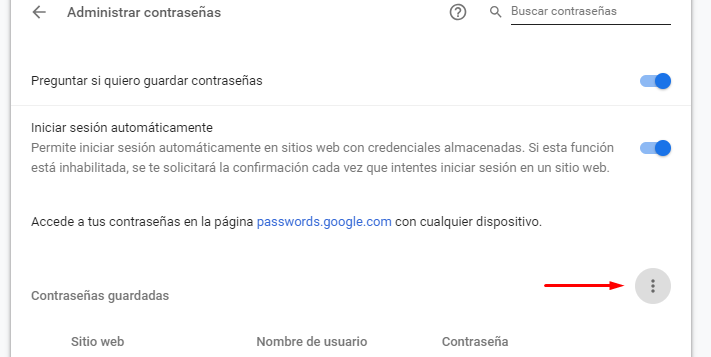 Administrar contraseñas
Buscar contraseñas
Preguntar si quiero guardar contraseñas
Iniciar sesión automáticamente
Permite iniciar sesión automáticamente en sitios web con credenciales almacenadas. Si esta función
está inhabilitada, se te solicitará la confirmación cada vez que intentes iniciar sesión en un sitio web.
Accede a tus contraseñas en la página passwords.google.com con cualquier dispositivo.
Contraseñas guardadas
Sitio web Nombre de usuario Contraseña